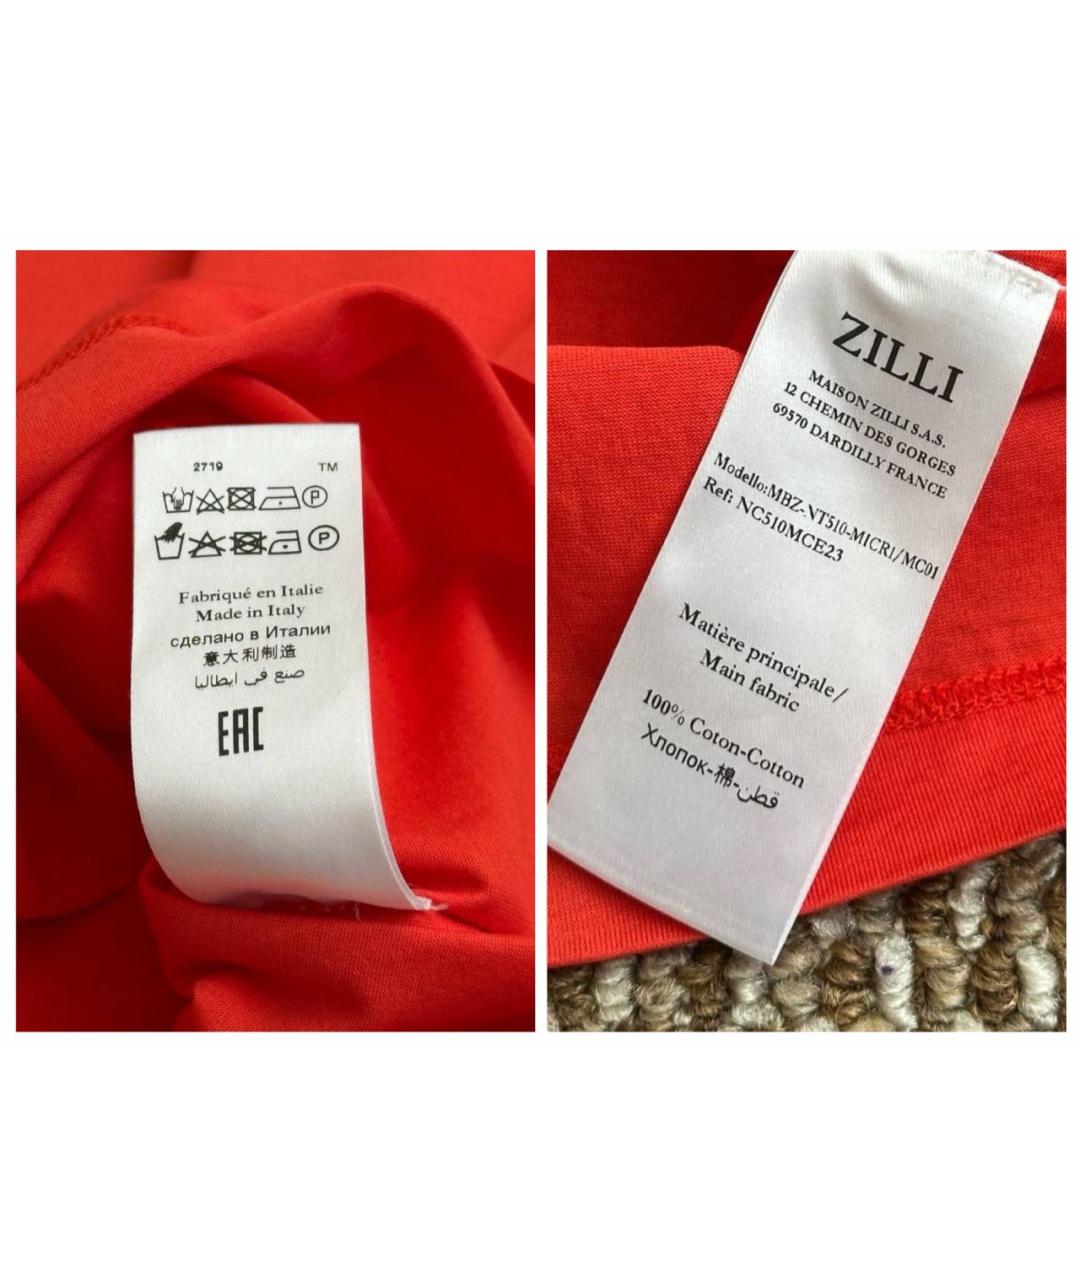 2719 TM
P
P
Fabriqué en Italie
Made in Italy
сделано в Италии
意大利制造
صنع في ايطاليا
EAC
ZILLI
MAISON ZILLI S.A.S.
12 CHEMIN DES GORGES
69570 DARDILLY FRANCE
Modello:MBZ-NT510-MICR1/MC01
Ref: NC510MCE23
Matière principale/
Main fabric
100% Coton-Cotton
Хлопок-棉-قطن